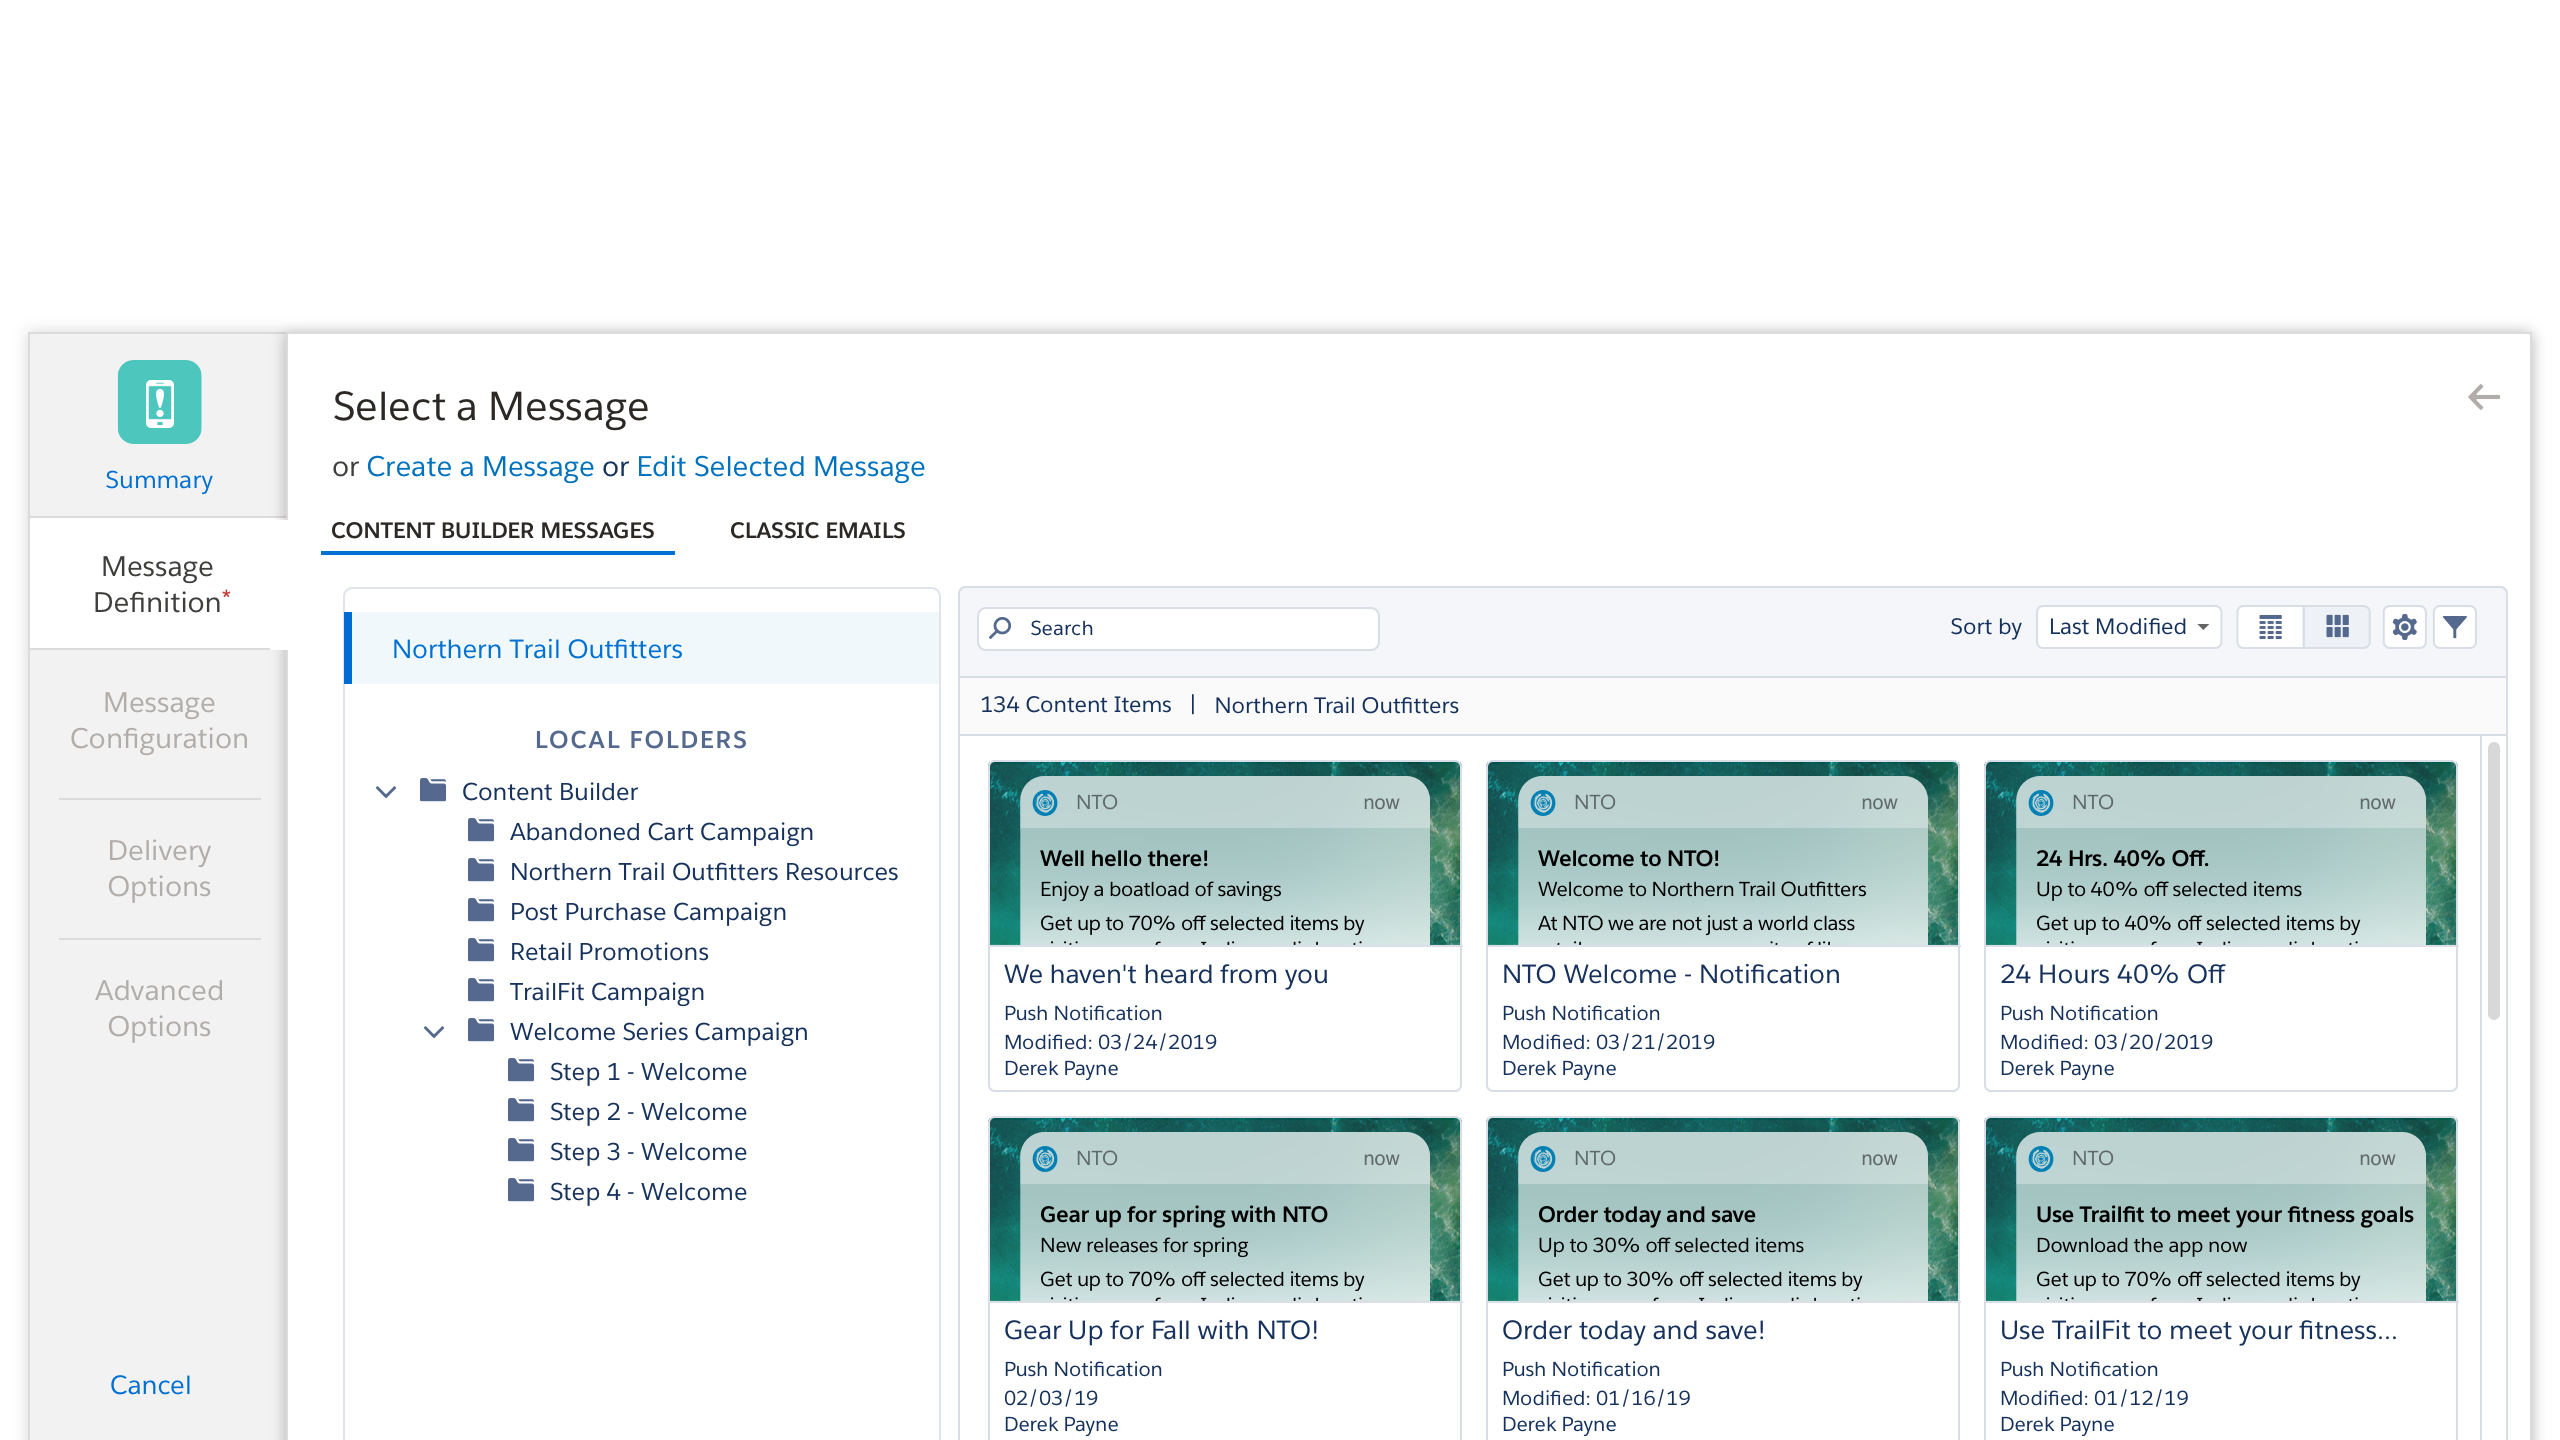 Summary
Message
Definition*
Message
Configuration
Delivery
Options
Advanced
Options
Cancel
Select a Message
or Create a Message or Edit Selected Message
CONTENT BUILDER MESSAGES CLASSIC EMAILS
Northern Trail Outfitters
LOCAL FOLDERS
Content Builder
Abandoned Cart Campaign
Northern Trail Outfitters Resources
Post Purchase Campaign
Retail Promotions
TrailFit Campaign
Welcome Series Campaign
Step 1 - Welcome
Step 2 - Welcome
Step 3 - Welcome
Step 4 - Welcome
Search
Sort by Last Modified
134 Content Items | Northern Trail Outfitters
NTO now
Well hello there!
Enjoy a boatload of savings
Get up to 70% off selected items by
We haven't heard from you
Push Notification
Modified: 03/24/2019
Derek Payne
NTO now
Welcome to NTO!
Welcome to Northern Trail Outfitters
At NTO we are not just a world class
NTO Welcome - Notification
Push Notification
Modified: 03/21/2019
Derek Payne
NTO now
24 Hrs. 40% Off.
Up to 40% off selected items
Get up to 40% off selected items by
24 Hours 40% Off
Push Notification
Modified: 03/20/2019
Derek Payne
NTO now
Gear up for spring with NTO
New releases for spring
Get up to 70% off selected items by
Gear Up for Fall with NTO!
Push Notification
02/03/19
Derek Payne
NTO now
Order today and save
Up to 30% off selected items
Get up to 30% off selected items by
Order today and save!
Push Notification
Modified: 01/16/19
Derek Payne
NTO now
Use Trailfit to meet your fitness goals
Download the app now
Get up to 70% off selected items by
Use TrailFit to meet your fitness...
Push Notification
Modified: 01/12/19
Derek Payne